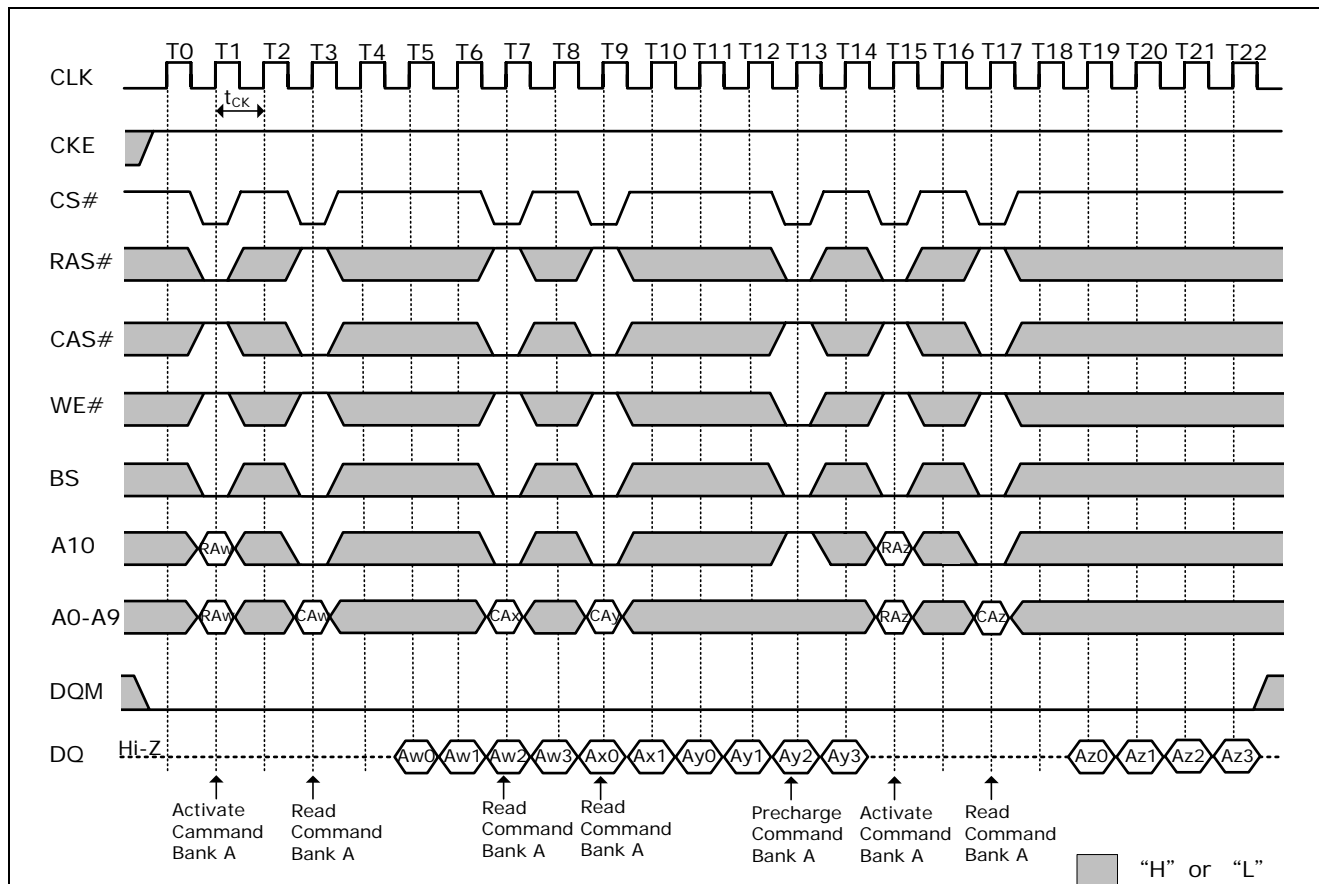 T0 T1 T2 T3 T4 T5 T6 T7 T8 T9 T10 T11 T12 T13 T14 T15 T16 T17 T18 T19 T20 T21 T22
CLK
tCK
CKE
CS#
RAS#
CAS#
WE#
BS
A10 RAw RAz
A0-A9 RAw CAw CAx CAy RAz CAz
DQM
DQ Hi-Z Aw0 Aw1 Aw2 Aw3 Ax0 Ax1 Ay0 Ay1 Ay2 Ay3 Az0 Az1 Az2 Az3
Activate
Cammand
Bank A
Read
Command
Bank A
Read
Command
Bank A
Read
Command
Bank A
Precharge
Command
Bank A
Activate
Command
Bank A
Read
Command
Bank A
“H” or “L”